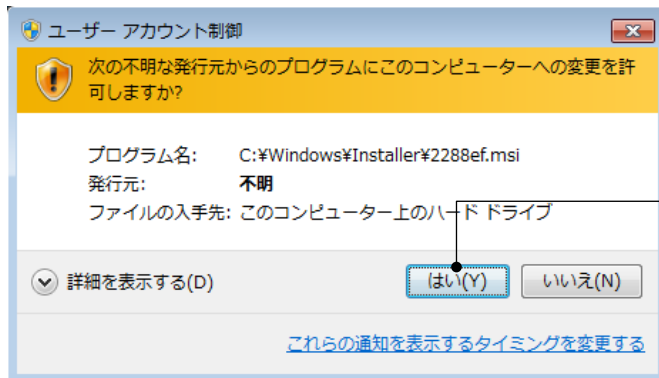 ユーザー アカウント制御
次の不明な発行元からのプログラムにこのコンピューターへの変更を許
可しますか?
プログラム名: C:¥Windows¥Installer¥2288ef.msi
発行元: 不明
ファイルの入手先: このコンピューター上のハード ドライブ
詳細を表示する(D) はい(Y) いいえ(N)
これらの通知を表示するタイミングを変更する